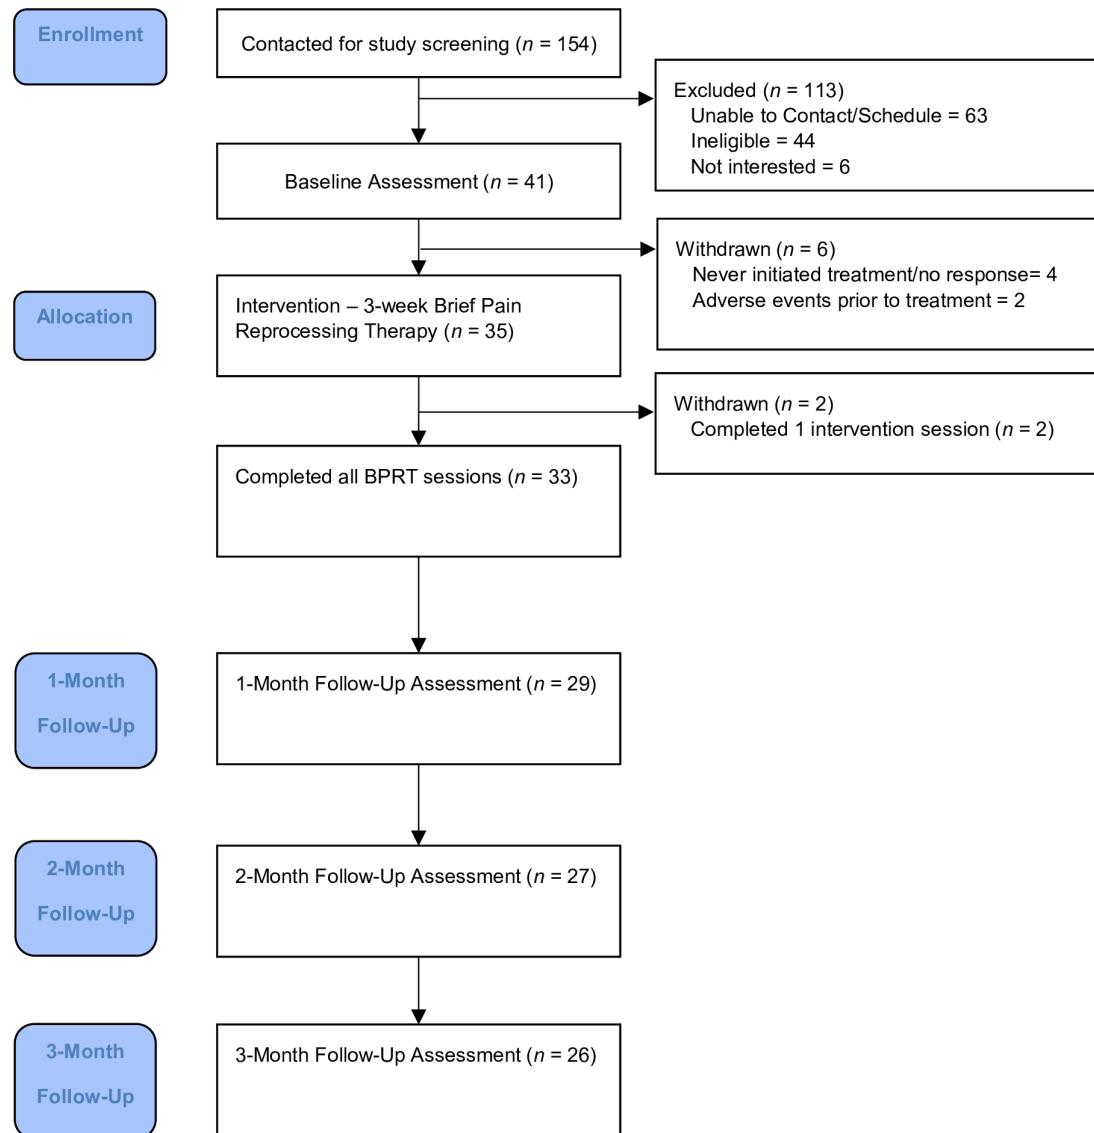 Enrollment
Contacted for study screening (n = 154)
Excluded (n = 113)
Unable to Contact/Schedule = 63
Ineligible = 44
Not interested = 6
Baseline Assessment (n = 41)
Withdrawn (n = 6)
Never initiated treatment/no response= 4
Adverse events prior to treatment = 2
Allocation
Intervention – 3-week Brief Pain
Reprocessing Therapy (n = 35)
Withdrawn (n = 2)
Completed 1 intervention session (n = 2)
Completed all BPRT sessions (n = 33)
1-Month
Follow-Up
1-Month Follow-Up Assessment (n = 29)
2-Month
Follow-Up
2-Month Follow-Up Assessment (n = 27)
3-Month
Follow-Up
3-Month Follow-Up Assessment (n = 26)